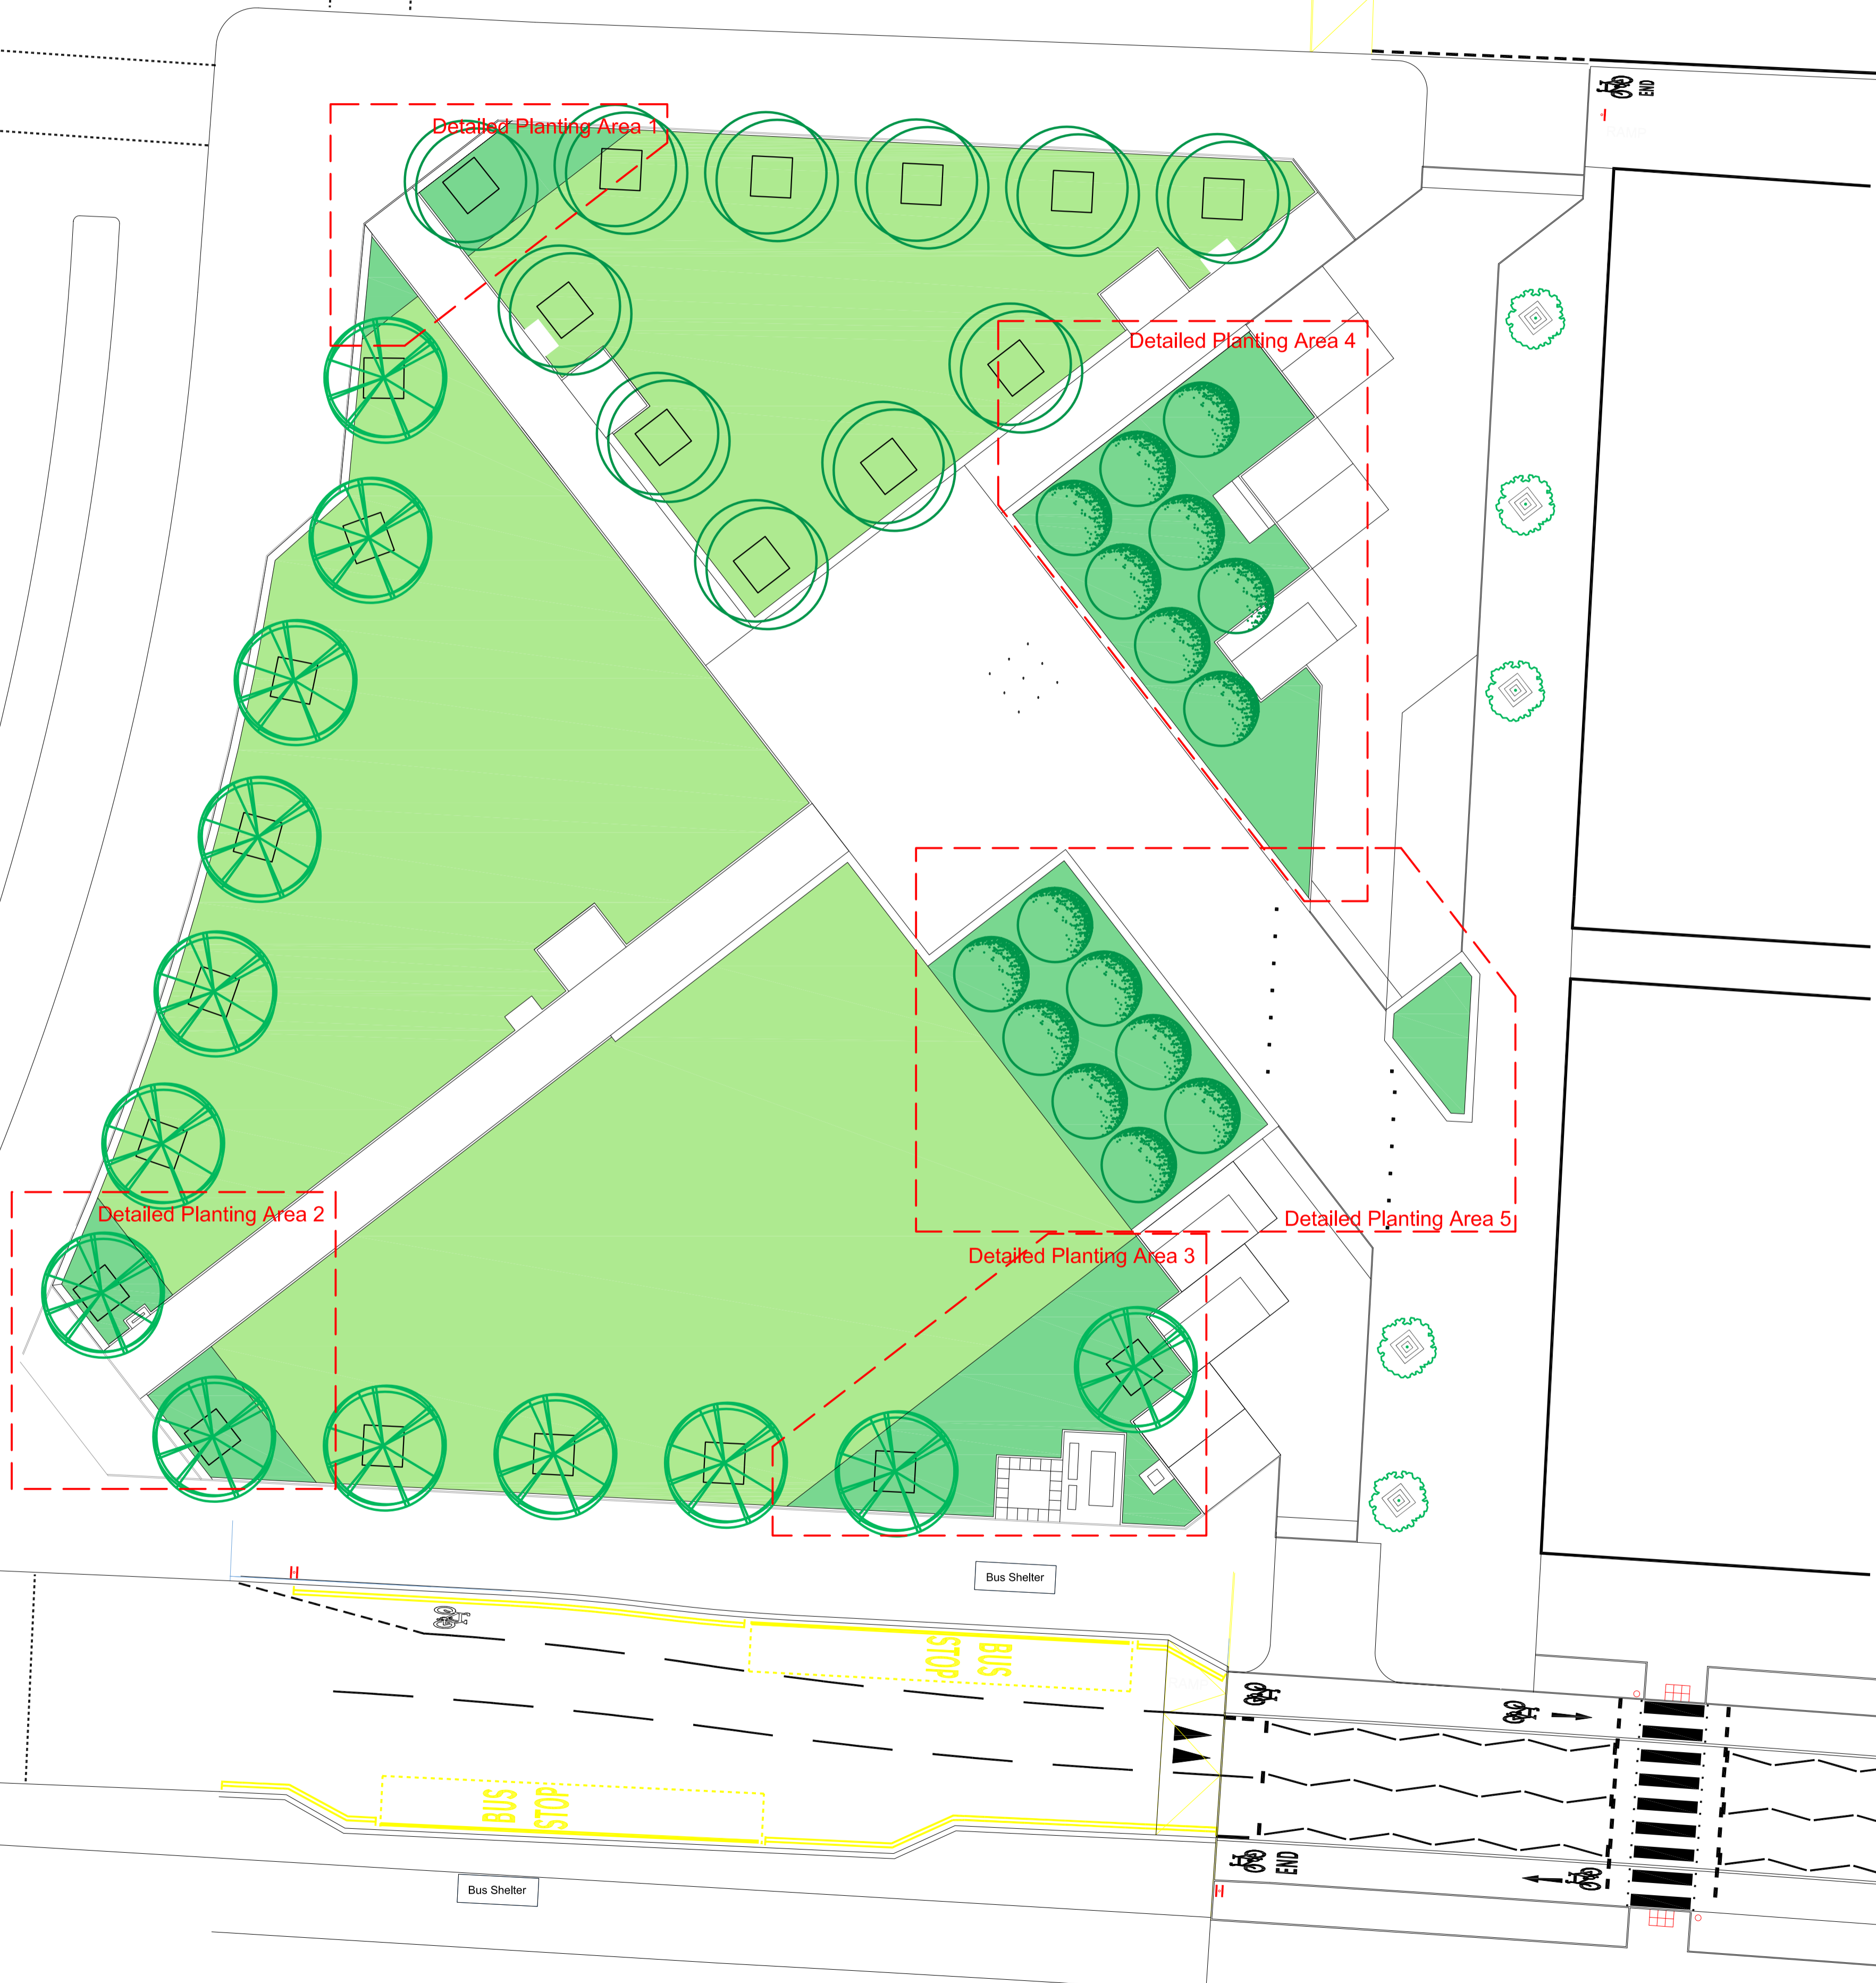 END
Detailed Planting Area 1
Detailed Planting Area 4
Detailed Planting Area 2
Detailed Planting Area 5
Detailed Planting Area 3
Bus Shelter
BUS
STOP
BUS
STOP
END
Bus Shelter